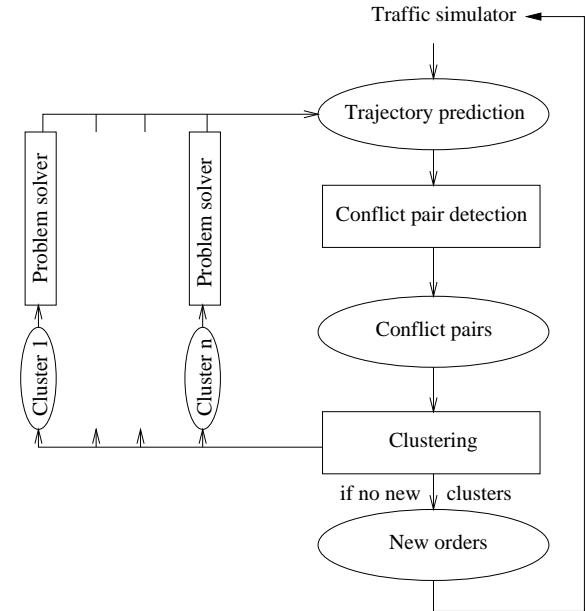 Traffic simulator
Trajectory prediction
Problem solver
Problem solver
Conflict pair detection
Conflict pairs
Cluster 1
Cluster n
Clustering
if no new clusters
New orders